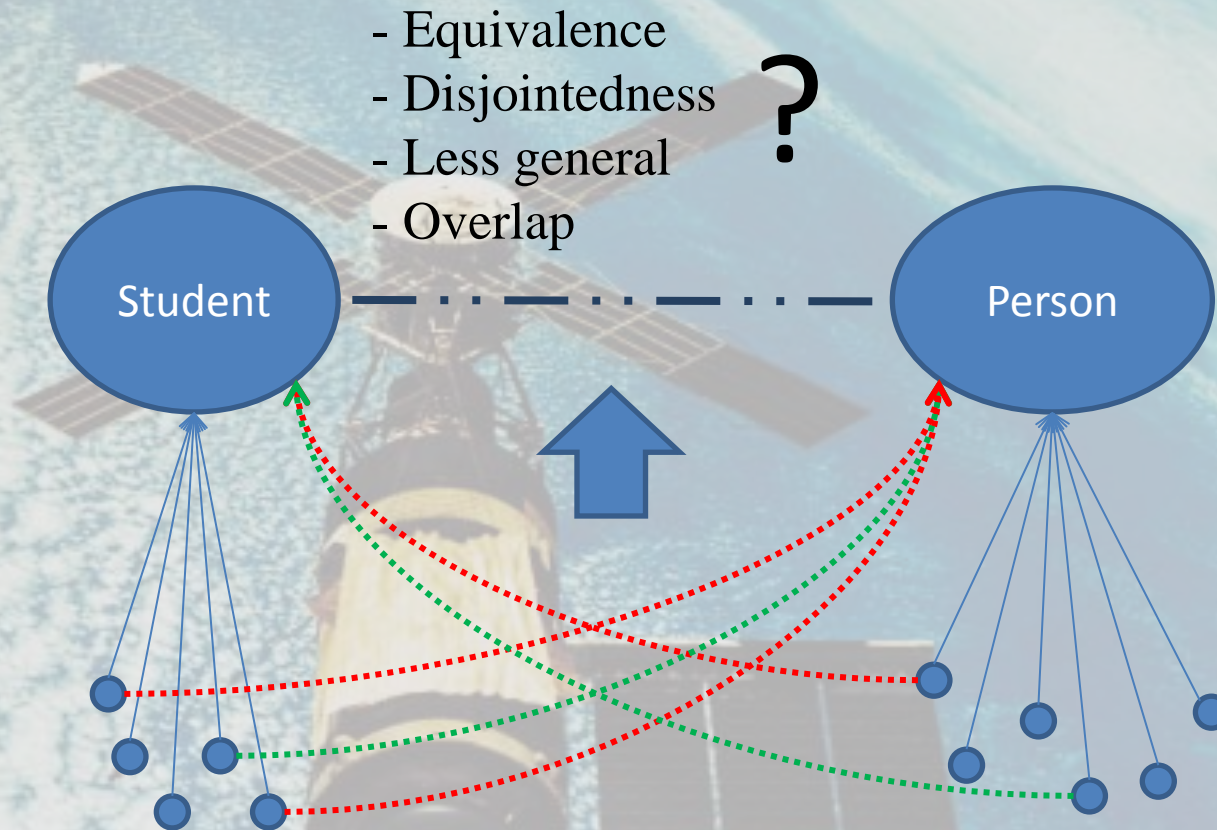 - Equivalence
- Disjointedness
- Less general
- Overlap
?
Student
Person